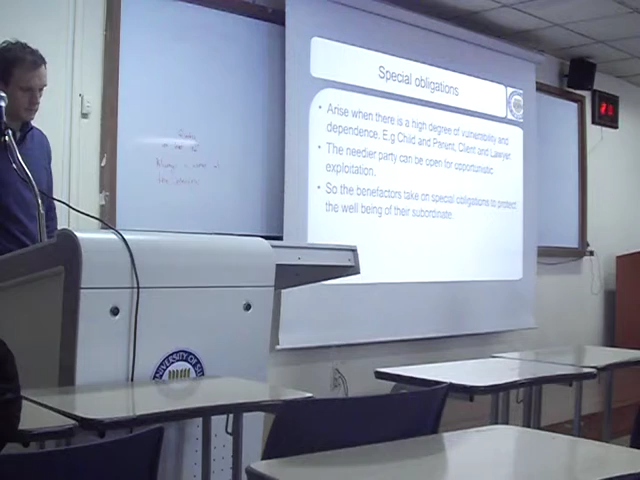 Special obligations
• Arise when there is a high degree of vulnerability and
dependence. E.g Child and Parent, Client and Lawyer.
• The needier party can be open for opportunistic
exploitation.
• So the benefactors take on special obligations to protect
the well being of their subordinate.
UNIVERSITY OF